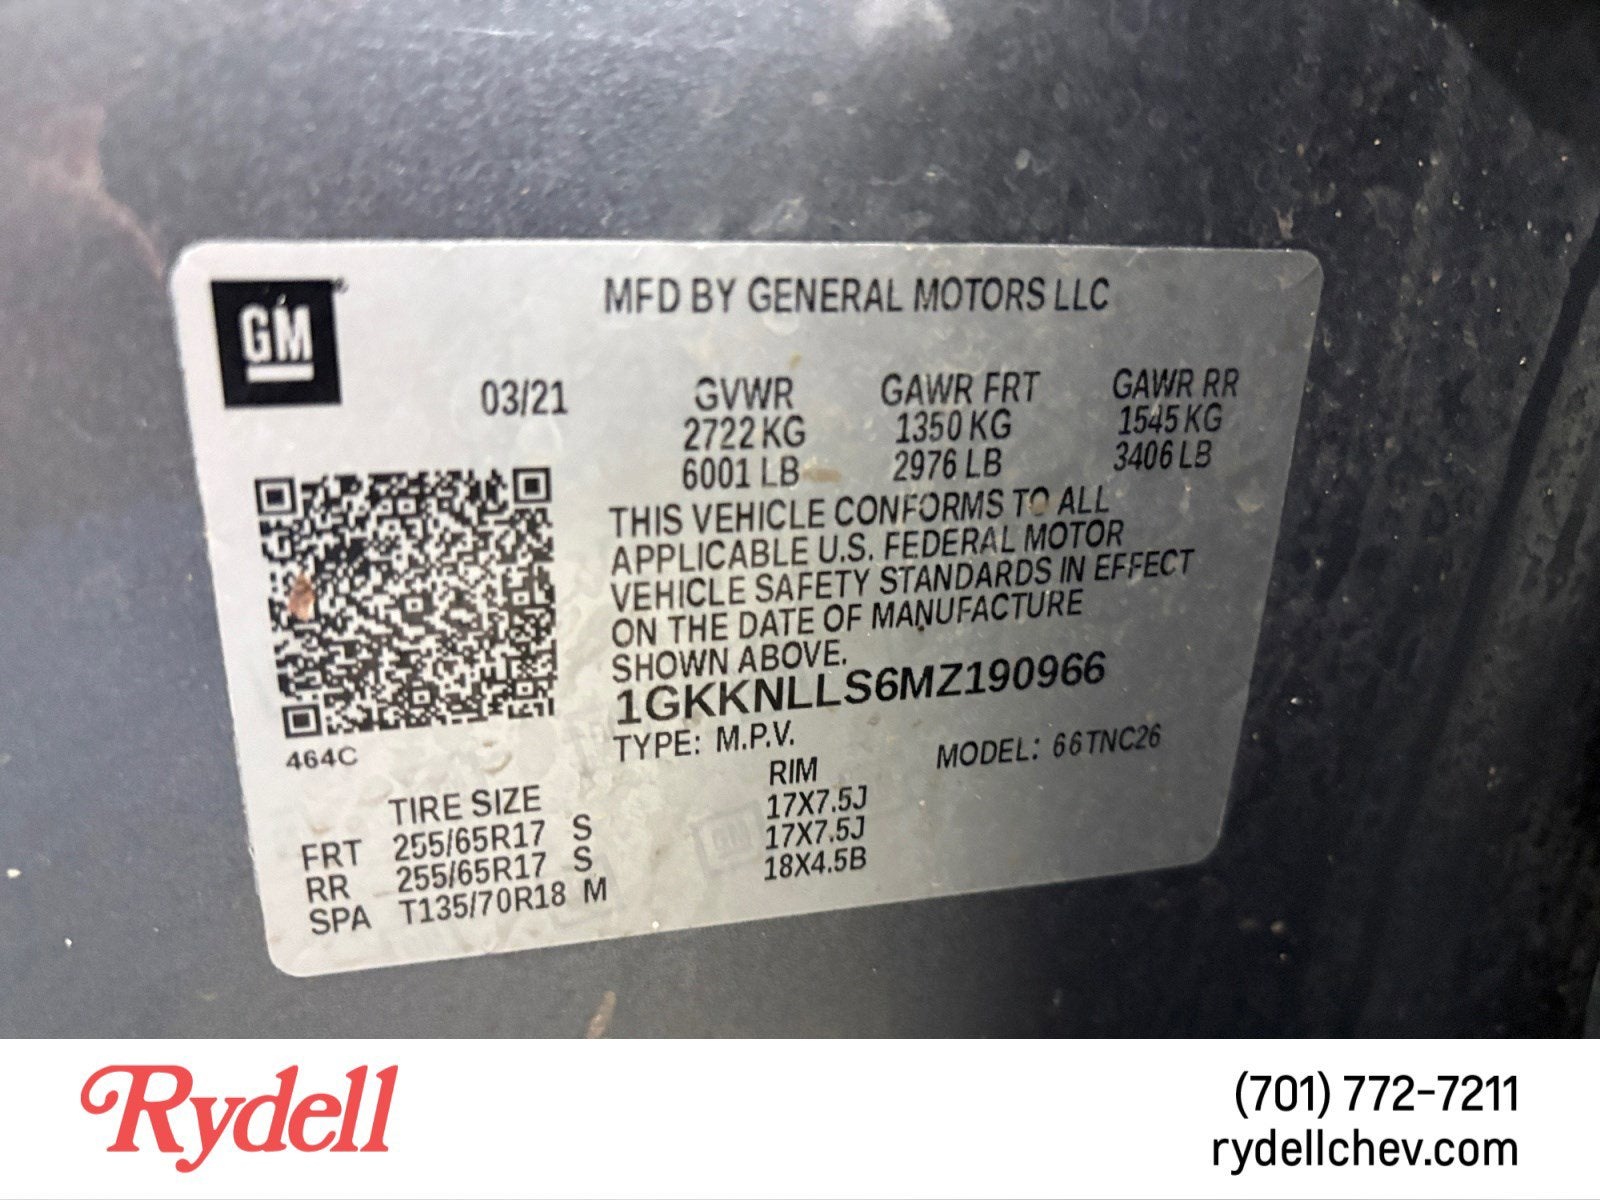 GM
MFD BY GENERAL MOTORS LLC
03/21
GVWR GAWR FRT GAWR RR
2722 KG 1350 KG 1545 KG
6001 LB 2976 LB 3406 LB
THIS VEHICLE CONFORMS TO ALL
APPLICABLE U.S. FEDERAL MOTOR
VEHICLE SAFETY STANDARDS IN EFFECT
ON THE DATE OF MANUFACTURE
SHOWN ABOVE.
1GKKNLLS6MZ190966
TYPE: M.P.V. MODEL: 66TNC26
464C
TIRE SIZE RIM
FRT 255/65R17 S 17X7.5J
RR 255/65R17 S 17X7.5J
SPA T135/70R18 M 18X4.5B
Rydell
(701) 772-7211
rydellchev.com